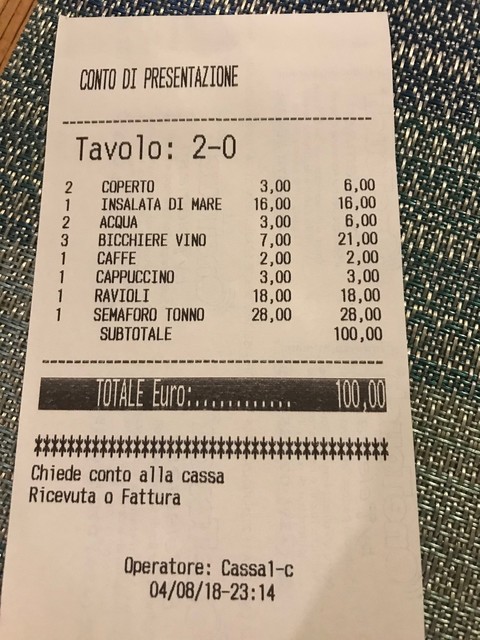 CONTO DI PRESENTAZIONE
Tavolo: 2-0
2 COPERTO 3,00 6,00
1 INSALATA DI MARE 16,00 16,00
2 ACQUA 3,00 6,00
3 BICCHIERE VINO 7,00 21,00
1 CAFFE 2,00 2,00
1 CAPPUCCINO 3,00 3,00
1 RAVIOLI 18,00 18,00
1 SEMAFORO TONNO 28,00 28,00
SUBTOTALE 100,00
TOTALE Euro:............. 100,00
Chiede conto alla cassa
Ricevuta o Fattura
Operatore: Cassa1-c
04/08/18-23:14